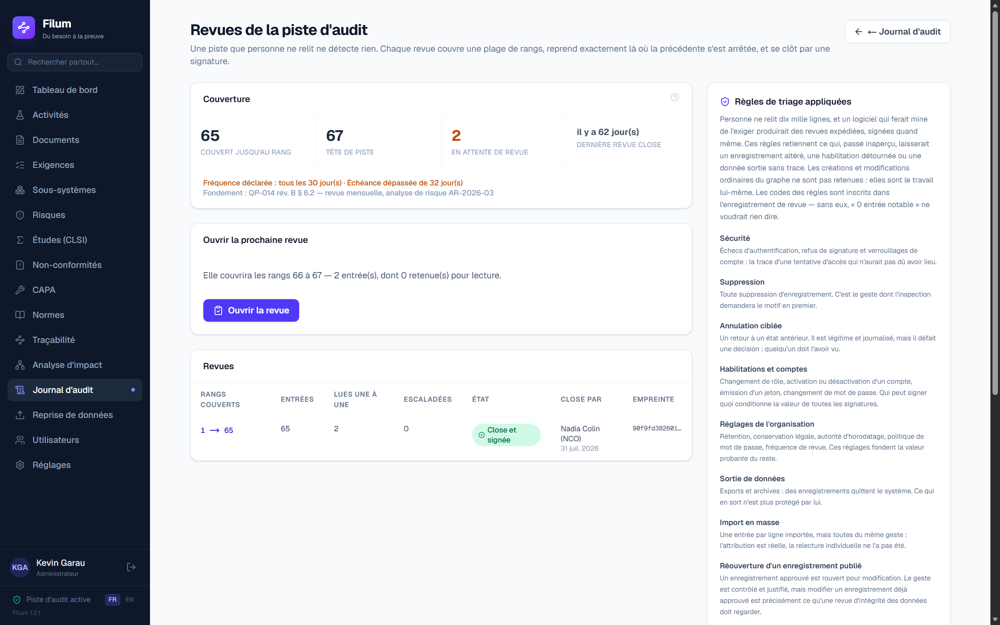 Filum
Du besoin à la preuve
Rechercher partout...
Tableau de bord
Activités
Documents
Exigences
Sous-systèmes
Risques
Études (CLSI)
Non-conformités
CAPA
Normes
Traçabilité
Analyse d'impact
Journal d'audit
Reprise de données
Utilisateurs
Réglages
KGA
Kevin Garau
Administrateur
Piste d'audit active
FR
EN
Filum 1.2.1
Revues de la piste d'audit
Une piste que personne ne relit ne détecte rien. Chaque revue couvre une plage de rangs, reprend exactement là où la précédente s'est arrêtée, et se clôt par une
signature.
← Journal d'audit
Couverture
65
COUVERT JUSQU'AU RANG
67
TÊTE DE PISTE
2
EN ATTENTE DE REVUE
il y a 62 jour(s)
DERNIÈRE REVUE CLOSE
Fréquence déclarée : tous les 30 jour(s) · Échéance dépassée de 32 jour(s)
Fondement : QP-014 rév. B § 6.2 — revue mensuelle, analyse de risque AR-2026-03
Ouvrir la prochaine revue
Elle couvrira les rangs 66 à 67 — 2 entrée(s), dont 0 retenue(s) pour lecture.
Ouvrir la revue
Revues
RANGS
COUVERTS
ENTRÉES
LUES UNE À
UNE
ESCALADÉES
ÉTAT
CLOSE PAR
EMPREINTE
1 → 65
65
2
0
Close et
signée
Nadia Colin
(NCO)
31 juil. 2026
90f9fd382601…
Règles de triage appliquées
Personne ne relit dix mille lignes, et un logiciel qui ferait mine
de l'exiger produirait des revues expédiées, signées quand
même. Ces règles retiennent ce qui, passé inaperçu, laisserait
un enregistrement altéré, une habilitation détournée ou une
donnée sortie sans trace. Les créations et modifications
ordinaires du graphe ne sont pas retenues : elles sont le travail
lui-même. Les codes des règles sont inscrits dans
l'enregistrement de revue — sans eux, « 0 entrée notable » ne
voudrait rien dire.
Sécurité
Échecs d'authentification, refus de signature et verrouillages de
compte : la trace d'une tentative d'accès qui n'aurait pas dû avoir lieu.
Suppression
Toute suppression d'enregistrement. C'est le geste dont l'inspection
demandera le motif en premier.
Annulation ciblée
Un retour à un état antérieur. Il est légitime et journalisé, mais il défait
une décision : quelqu'un doit l'avoir vu.
Habilitations et comptes
Changement de rôle, activation ou désactivation d'un compte,
émission d'un jeton, changement de mot de passe. Qui peut signer
quoi conditionne la valeur de toutes les signatures.
Réglages de l'organisation
Rétention, conservation légale, autorité d'horodatage, politique de
mot de passe, fréquence de revue. Ces réglages fondent la valeur
probante du reste.
Sortie de données
Exports et archives : des enregistrements quittent le système. Ce qui
en sort n'est plus protégé par lui.
Import en masse
Une entrée par ligne importée, mais toutes du même geste :
l'attribution est réelle, la relecture individuelle ne l'a pas été.
Réouverture d'un enregistrement publié
Un enregistrement approuvé est rouvert pour modification. Le geste
est contrôlé et justifié, mais modifier un enregistrement déjà
approuvé est précisément ce qu'une revue d'intégrité des données
doit regarder.